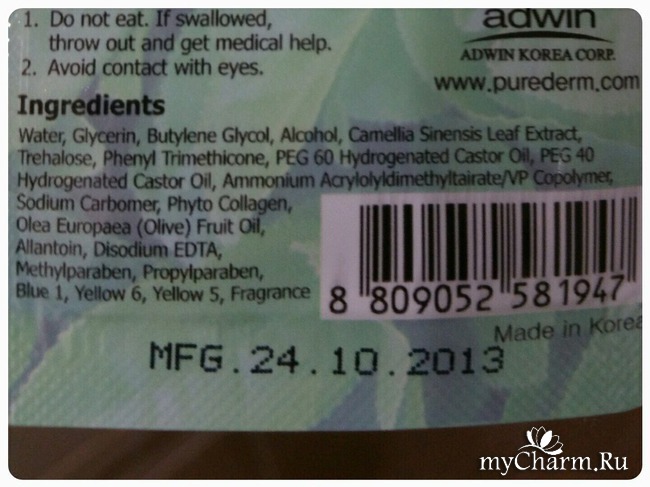 1. Do not eat. If swallowed,
throw out and get medical help.
2. Avoid contact with eyes.
adwin
ADWIN KOREA CORP.
www.purederm.com
Ingredients
Water, Glycerin, Butylene Glycol, Alcohol, Camellia Sinensis Leaf Extract,
Trehalose, Phenyl Trimethicone, PEG 60 Hydrogenated Castor Oil, PEG 40
Hydrogenated Castor Oil, Ammonium Acrylolyldimethyltairate/VP Copolymer,
Sodium Carbomer, Phyto Collagen,
Olea Europaea (Olive) Fruit Oil,
Allantoin, Disodium EDTA,
Methylparaben, Propylparaben,
Blue 1, Yellow 6, Yellow 5, Fragrance
8 809052 581947
Made in Korea
MFG.24.10.2013
myCharm.Ru